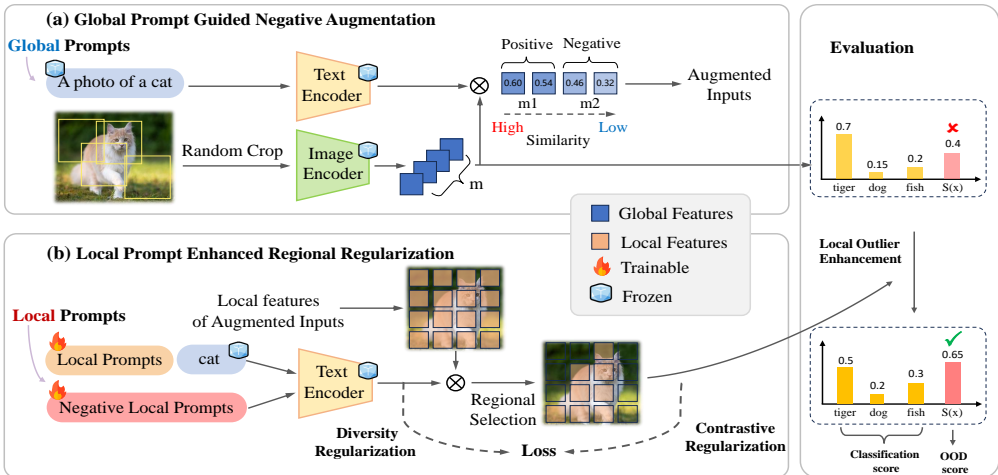 (a) Global Prompt Guided Negative Augmentation
Global Prompts
A photo of a cat
Text
Encoder
Positive
Negative
0.60
0.54
0.46
0.32
m1
m2
High
Similarity
Low
Augmented
Inputs
Random Crop
Image
Encoder
m
Global Features
Local Features
Trainable
Frozen
(b) Local Prompt Enhanced Regional Regularization
Local features
of Augmented Inputs
Local Prompts
Local Prompts
cat
Negative Local Prompts
Text
Encoder
Regional
Selection
Diversity
Regularization
Loss
Contrastive
Regularization
Evaluation
0.7
0.15
0.2
0.4
tiger
dog
fish
S(x)
Local Outlier
Enhancement
0.5
0.2
0.3
0.65
tiger
dog
fish
S(x)
Classification
score
OOD
score